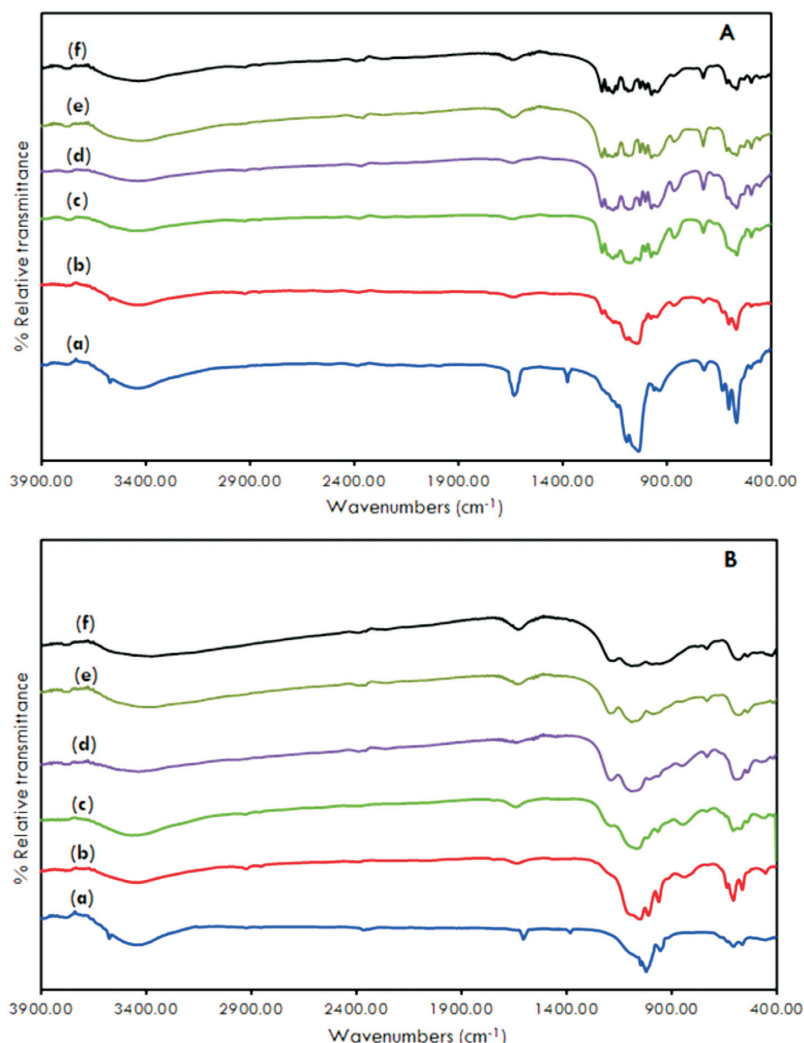 A
(f)
(e)
(d)
(c)
(b)
(a)
% Relative transmittance
3900.00 3400.00 2900.00 2400.00 1900.00 1400.00 900.00 400.00
Wavenumbers (cm-1)
B
(f)
(e)
(d)
(c)
(b)
(a)
% Relative transmittance
3900.00 3400.00 2900.00 2400.00 1900.00 1400.00 900.00 400.00
Wavenumbers (cm-1)